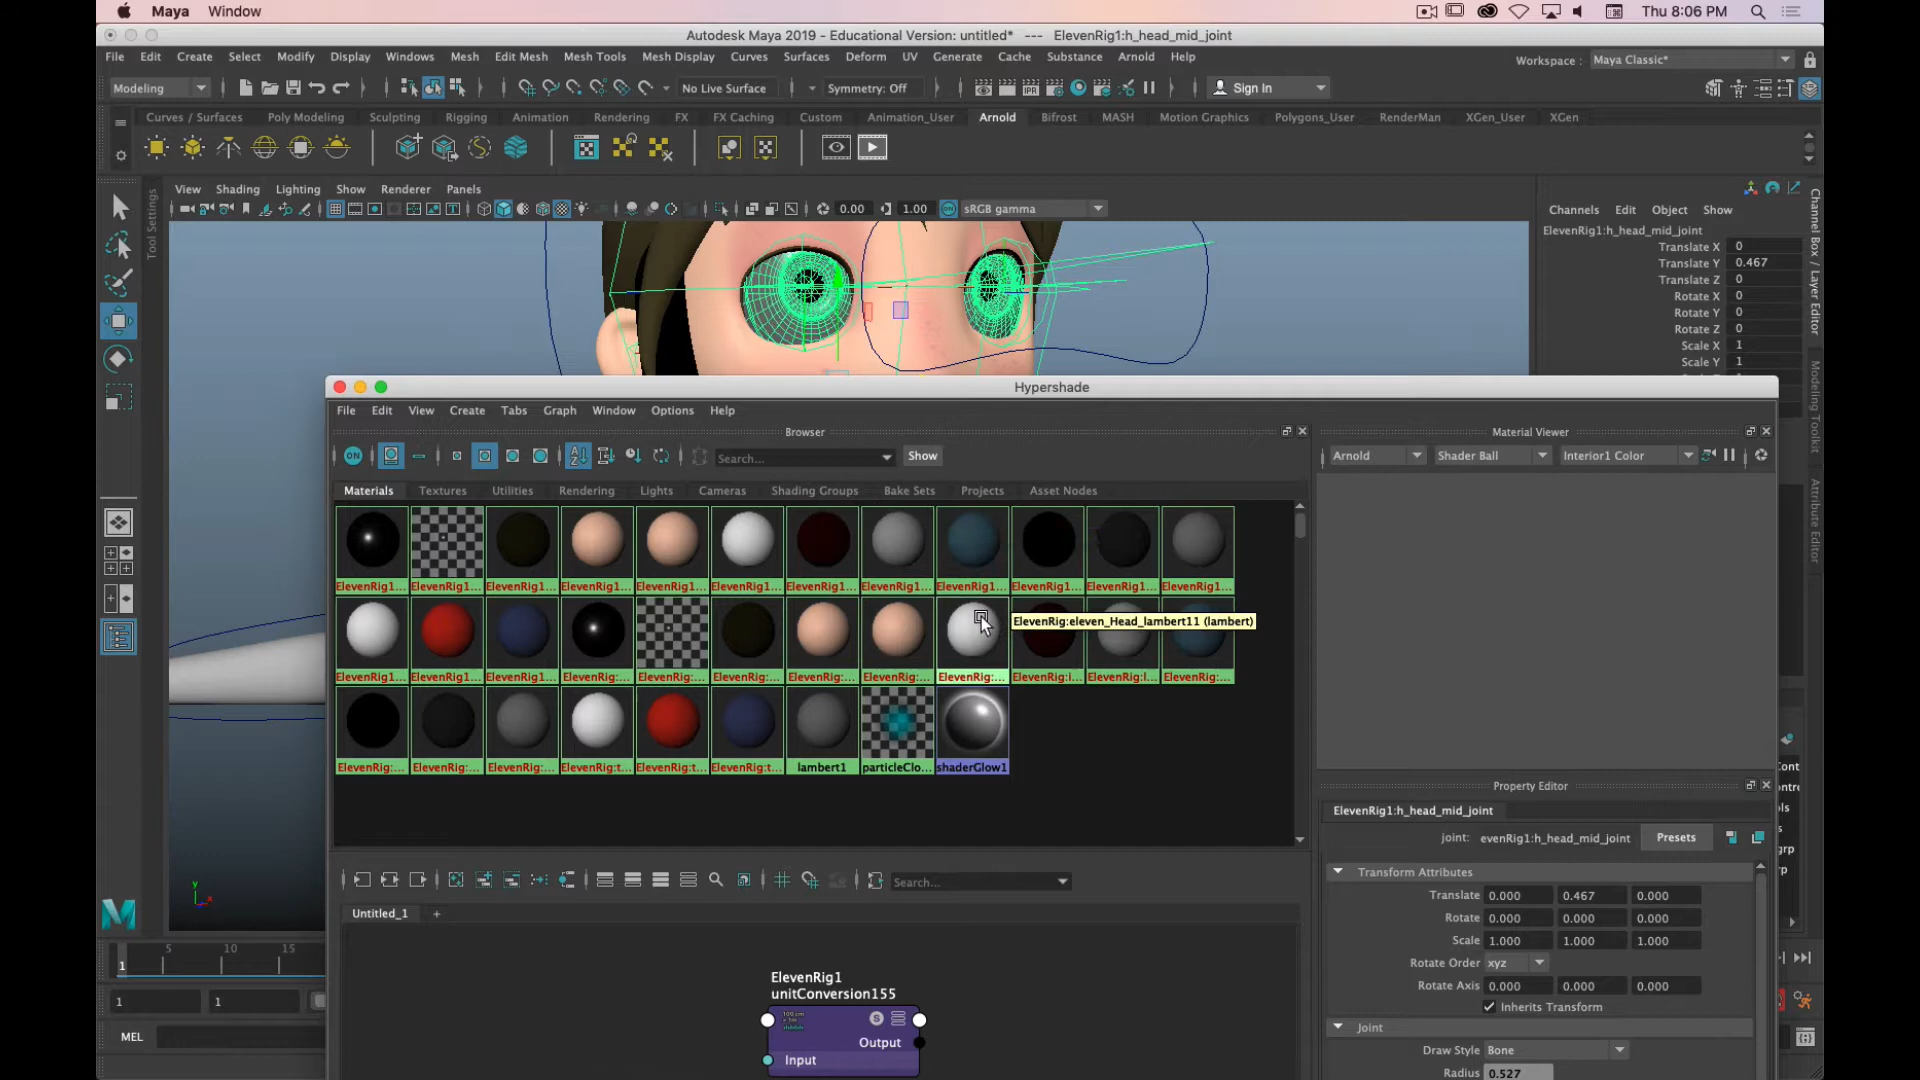 Maya Window
Thu 8:06 PM
Autodesk Maya 2019 - Educational Version: untitled* --- ElevenRig1:h_head_mid_joint
File Edit Create Select Modify Display Windows Mesh Edit Mesh Mesh Tools Mesh Display Curves Surfaces Deform UV Generate Cache Substance Arnold Help
Workspace: Maya Classic*
Modeling
No Live Surface
Symmetry: Off
Sign In
Curves / Surfaces Poly Modeling Sculpting Rigging Animation Rendering FX FX Caching Custom Animation_User Arnold Bifrost MASH Motion Graphics Polygons_User RenderMan XGen_User XGen
View Shading Lighting Show Renderer Panels
0.00 1.00 sRGB gamma
Tool Settings
Channels Edit Object Show
ElevenRig1:h_head_mid_joint
Translate X 0
Translate Y 0.467
Translate Z 0
Rotate X 0
Rotate Y 0
Rotate Z 0
Scale X 1
Scale Y 1
Channel Box / Layer Editor
Modeling Toolkit
Attribute Editor
Hypershade
File Edit View Create Tabs Graph Window Options Help
Browser
ON
Search...
Show
Materials Textures Utilities Rendering Lights Cameras Shading Groups Bake Sets Projects Asset Nodes
ElevenRig1... ElevenRig1... ElevenRig1... ElevenRig1... ElevenRig1... ElevenRig1... ElevenRig1... ElevenRig1... ElevenRig1... ElevenRig1... ElevenRig1... ElevenRig1...
ElevenRig:eleven_Head_lambert11 (lambert)
ElevenRig1... ElevenRig1... ElevenRig1... ElevenRig:... ElevenRig:... ElevenRig:... ElevenRig:... ElevenRig:... ElevenRig:... ElevenRig:i... ElevenRig:l... ElevenRig:...
ElevenRig:... ElevenRig:... ElevenRig:... ElevenRig:t... ElevenRig:t... ElevenRig:t... lambert1 particleClo... shaderGlow1
Search...
Untitled_1 +
ElevenRig1
unitConversion155
Output
Input
Material Viewer
Arnold Shader Ball Interior1 Color
Property Editor
ElevenRig1:h_head_mid_joint
joint: evenRig1:h_head_mid_joint Presets
Transform Attributes
Translate 0.000 0.467 0.000
Rotate 0.000 0.000 0.000
Scale 1.000 1.000 1.000
Rotate Order xyz
Rotate Axis 0.000 0.000 0.000
Inherits Transform
Joint
Draw Style Bone
Radius 0.527
5 10 15
1
1 1
MEL